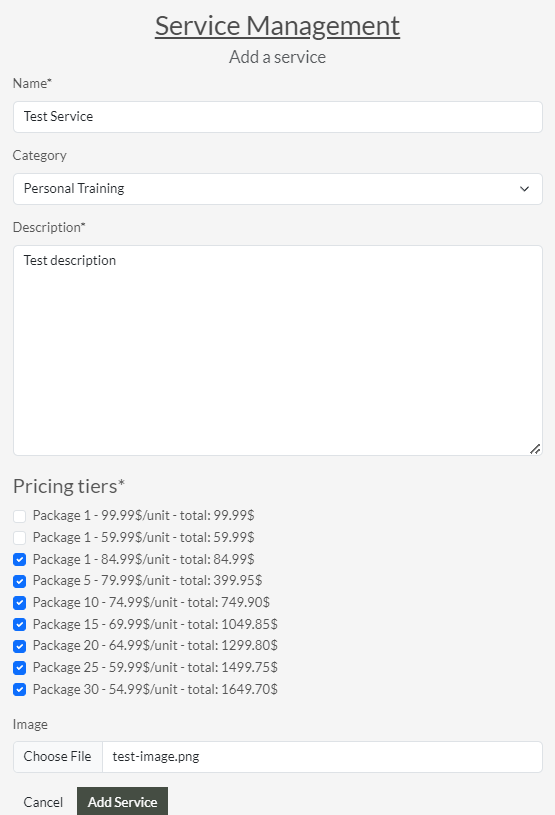 Service Management
Add a service
Name*
Test Service
Category
Personal Training
Description*
Test description
Pricing tiers*
Package 1 - 99.99$/unit - total: 99.99$
Package 1 - 59.99$/unit - total: 59.99$
Package 1 - 84.99$/unit - total: 84.99$
Package 5 - 79.99$/unit - total: 399.95$
Package 10 - 74.99$/unit - total: 749.90$
Package 15 - 69.99$/unit - total: 1049.85$
Package 20 - 64.99$/unit - total: 1299.80$
Package 25 - 59.99$/unit - total: 1499.75$
Package 30 - 54.99$/unit - total: 1649.70$
Image
Choose File test-image.png
Cancel Add Service